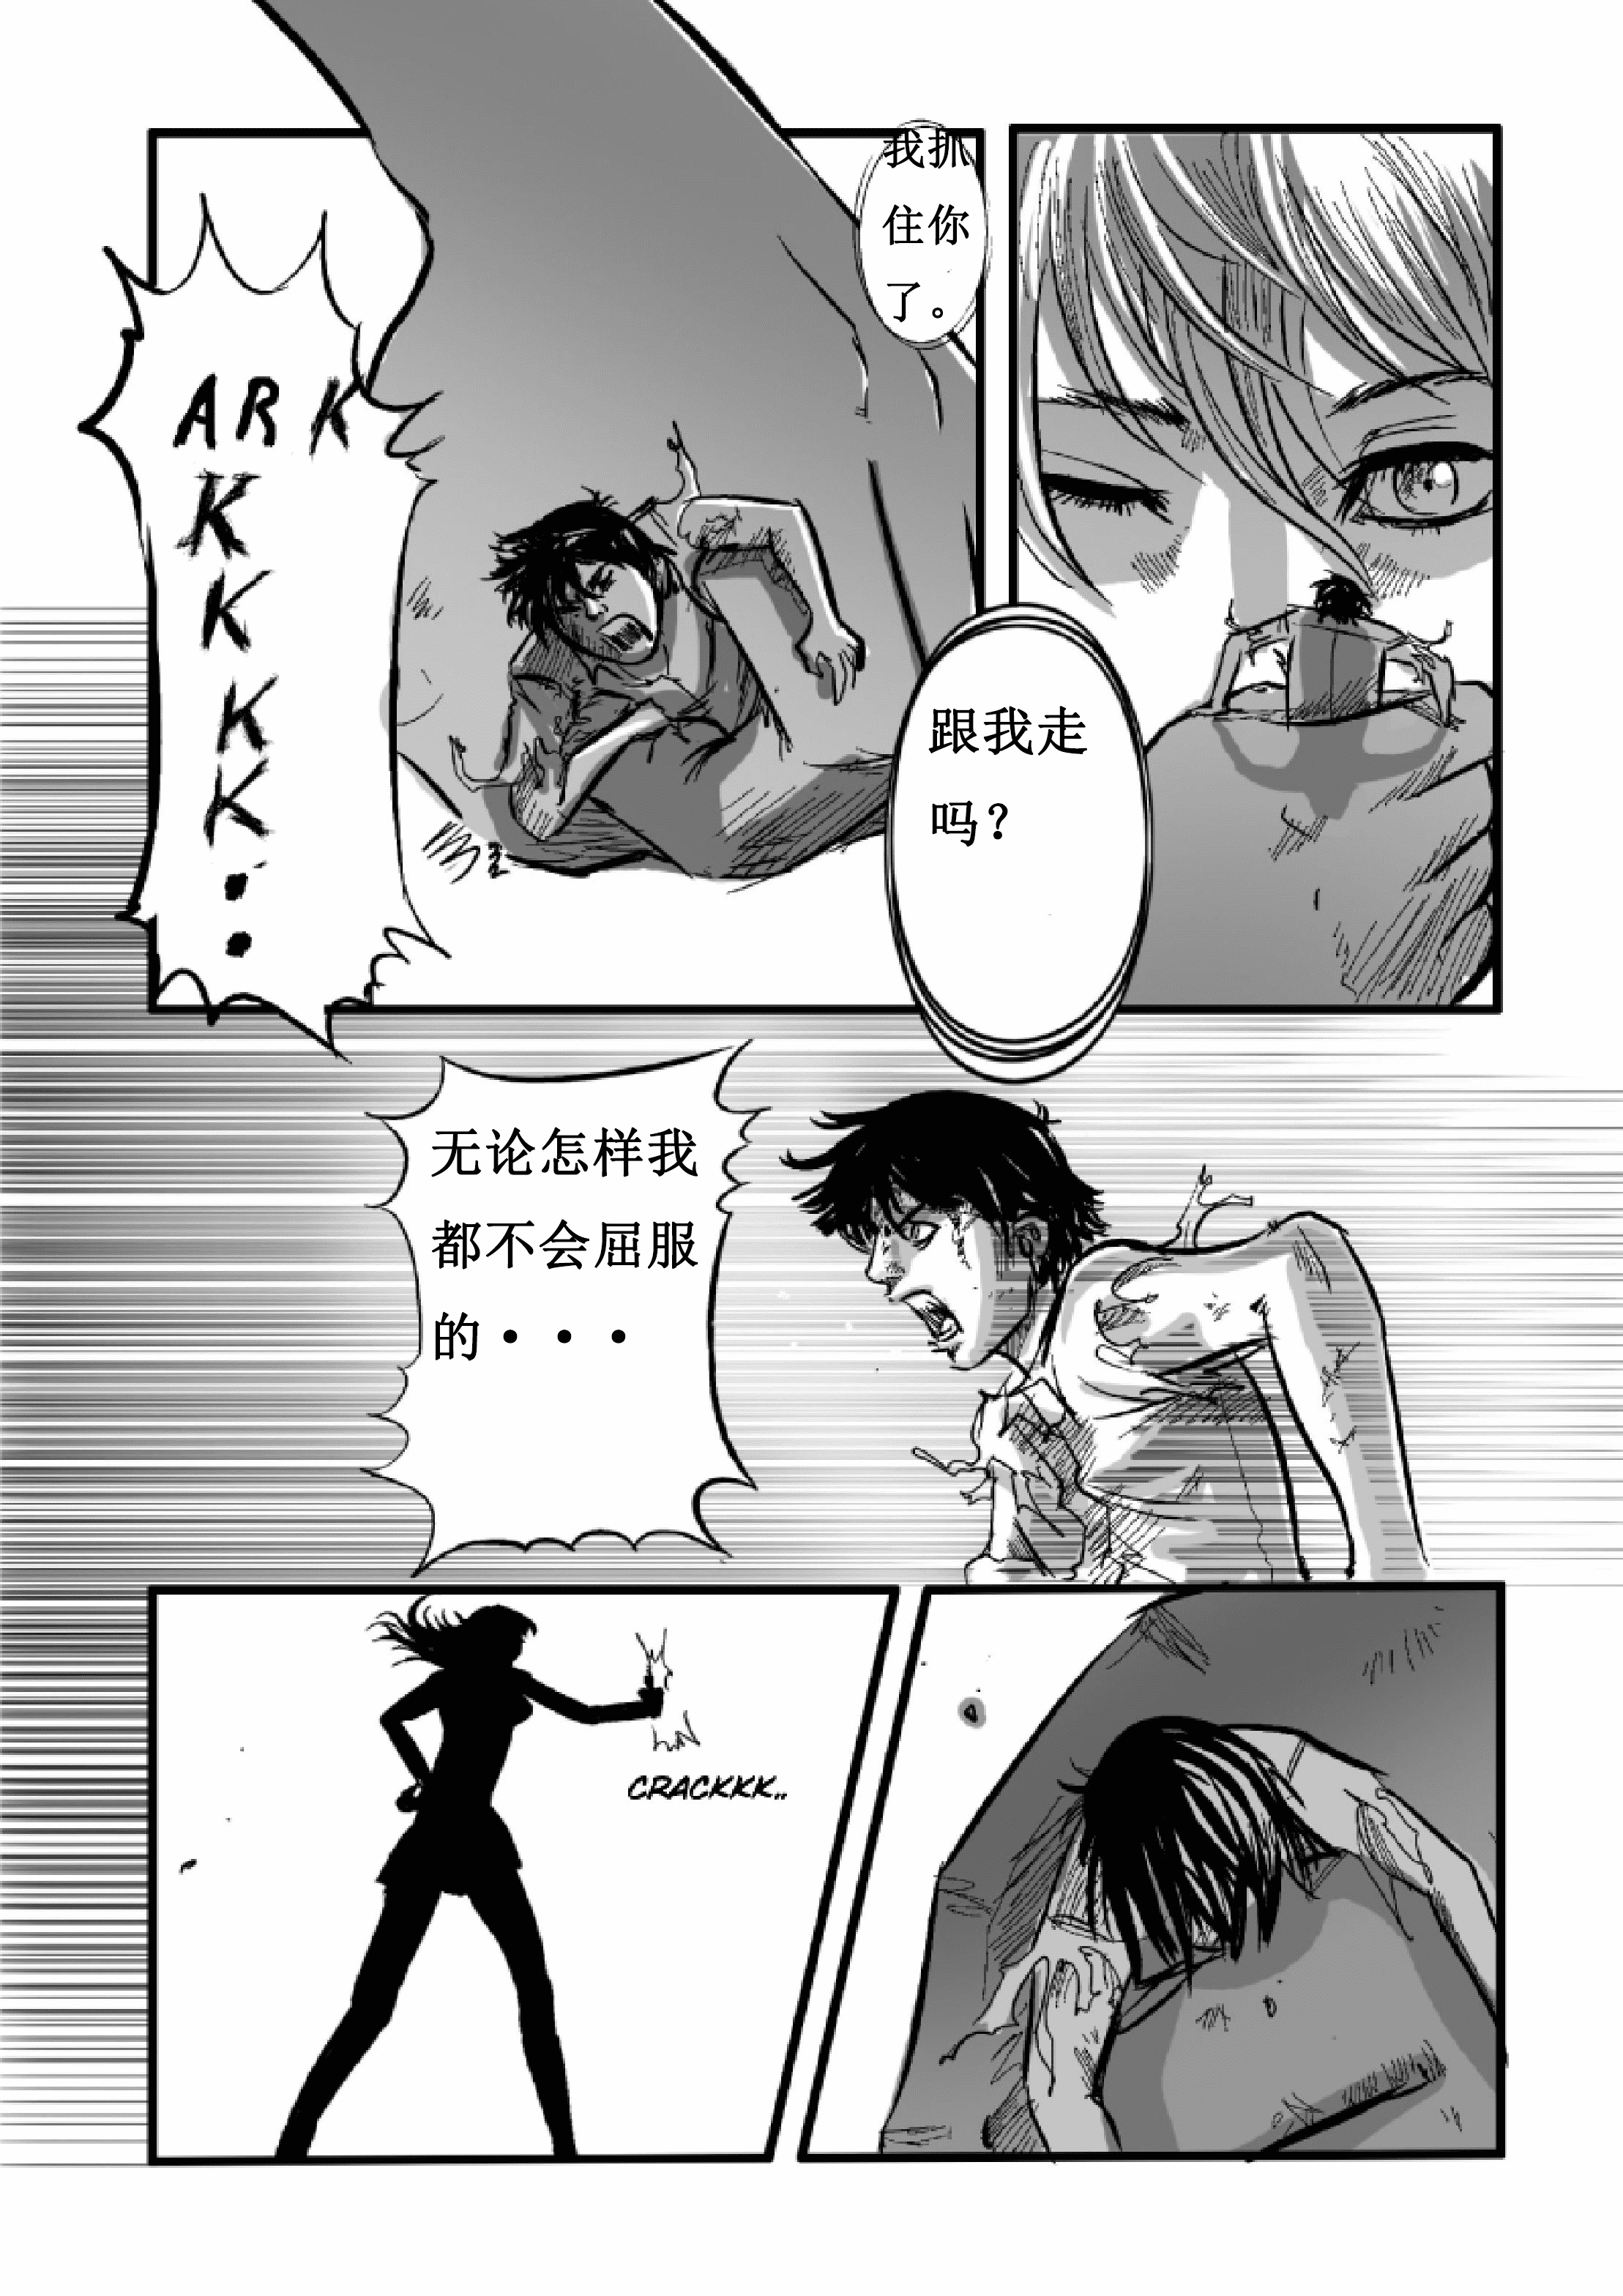 我抓
住你
了。
ARK
K
K
K
K
:
跟我走
吗？
无论怎样我
都不会屈服
的・・・
CRACKKK..